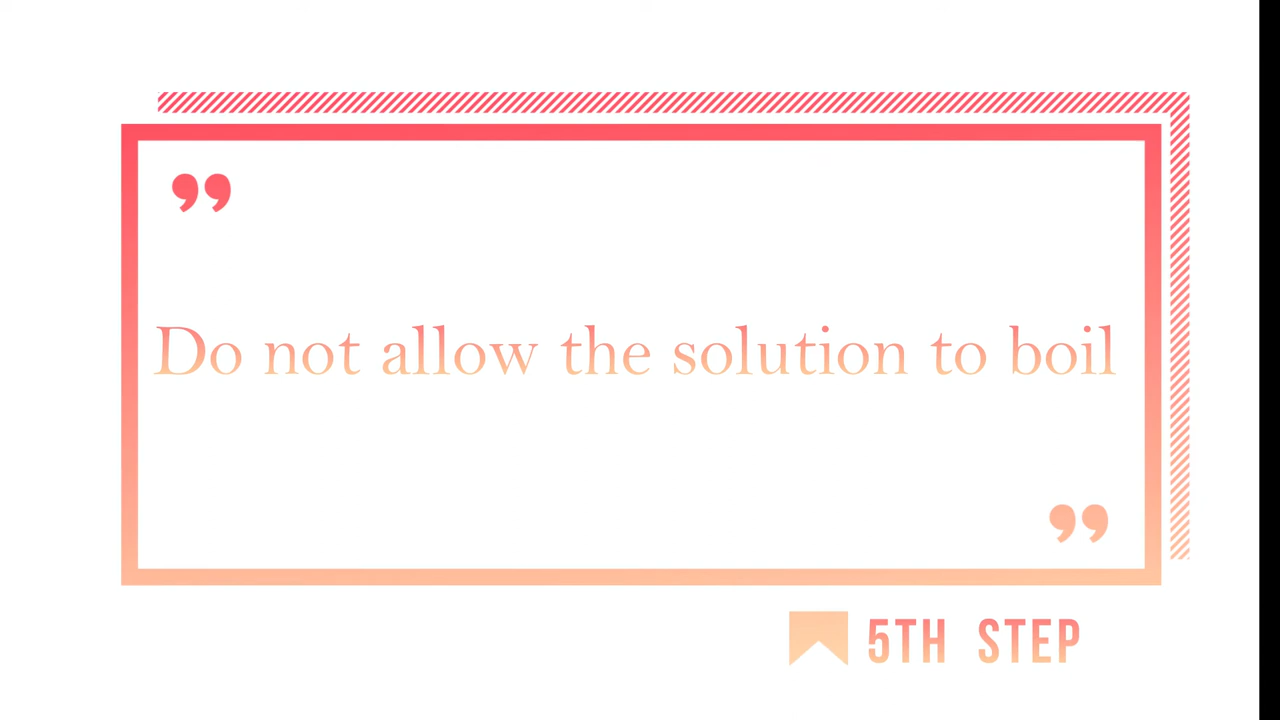 ”
Do not allow the solution to boil
”
5TH STEP